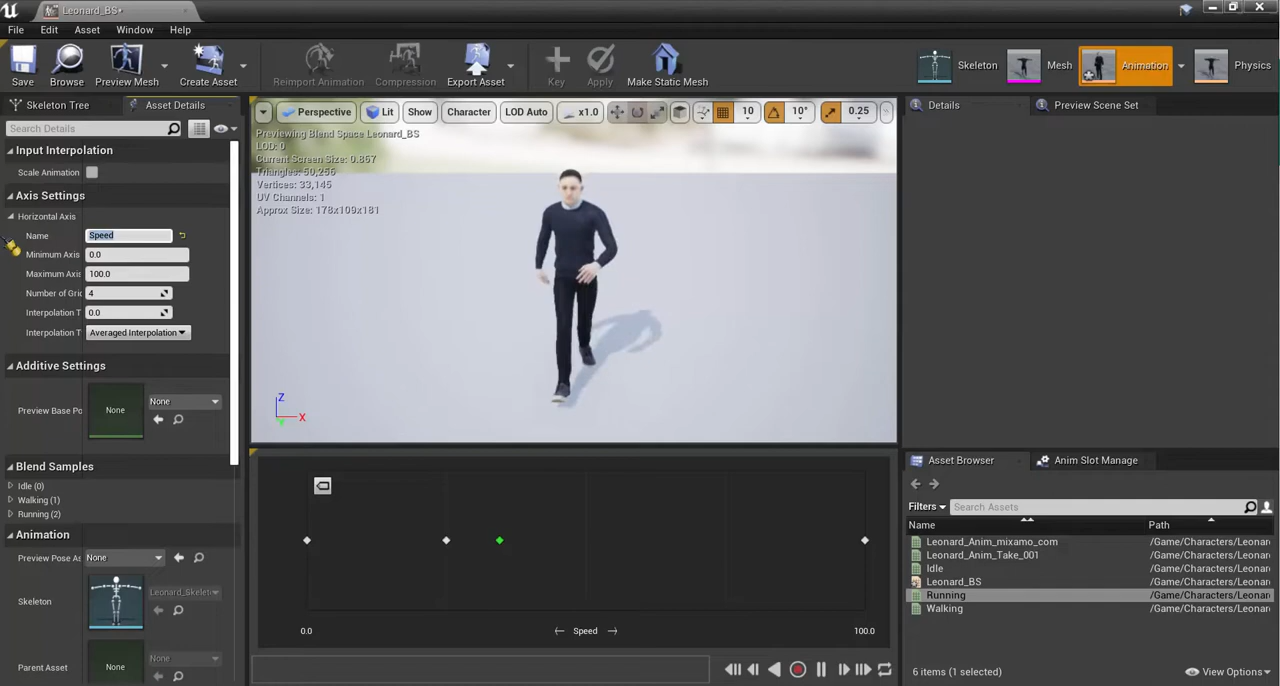 Leonard_BS*
File Edit Asset Window Help
Save Browse Preview Mesh Create Asset Reimport Animation Compression Export Asset Key Apply Make Static Mesh Skeleton Mesh Animation Physics
Skeleton Tree Asset Details
Search Details
Input Interpolation
Scale Animation
Axis Settings
Horizontal Axis
Name Speed
Minimum Axis 0.0
Maximum Axis 100.0
Number of Grid 4
Interpolation T 0.0
Interpolation T Averaged Interpolation
Additive Settings
Preview Base Po None None
Blend Samples
Idle (0)
Walking (1)
Running (2)
Animation
Preview Pose As None
Skeleton Leonard_Skelet
Parent Asset None None
Perspective Lit Show Character LOD Auto x1.0 10 10° 0.25
Previewing Blend Space Leonard_BS
LOD: 0
Current Screen Size: 0.867
Triangles: 50,256
Vertices: 33,145
UV Channels: 1
Approx Size: 178x109x181
Z
X
Y
0.0 Speed 100.0
Details Preview Scene Set
Asset Browser Anim Slot Manage
Filters Search Assets
Name Path
Leonard_Anim_mixamo_com /Game/Characters/Leonar
Leonard_Anim_Take_001 /Game/Characters/Leonar
Idle /Game/Characters/Leonar
Leonard_BS /Game/Characters/Leonar
Running /Game/Characters/Leonar
Walking /Game/Characters/Leonar
6 items (1 selected) View Options